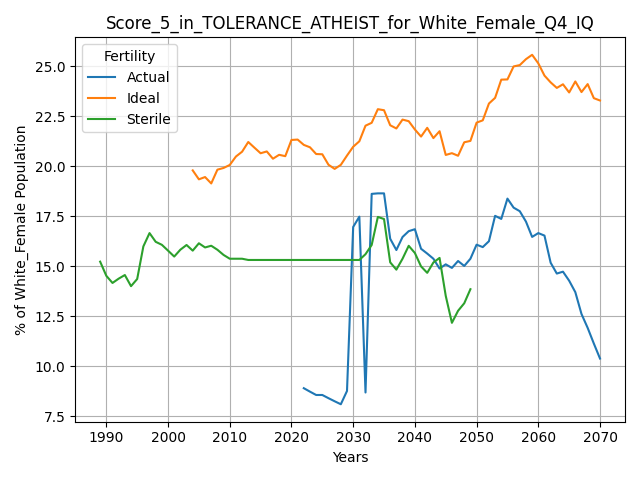 Score_5_in_TOLERANCE_ATHEIST_for_White_Female_Q4_IQ
Fertility
Actual
Ideal
Sterile
% of White_Female Population
25.0
22.5
20.0
17.5
15.0
12.5
10.0
7.5
1990 2000 2010 2020 2030 2040 2050 2060 2070
Years